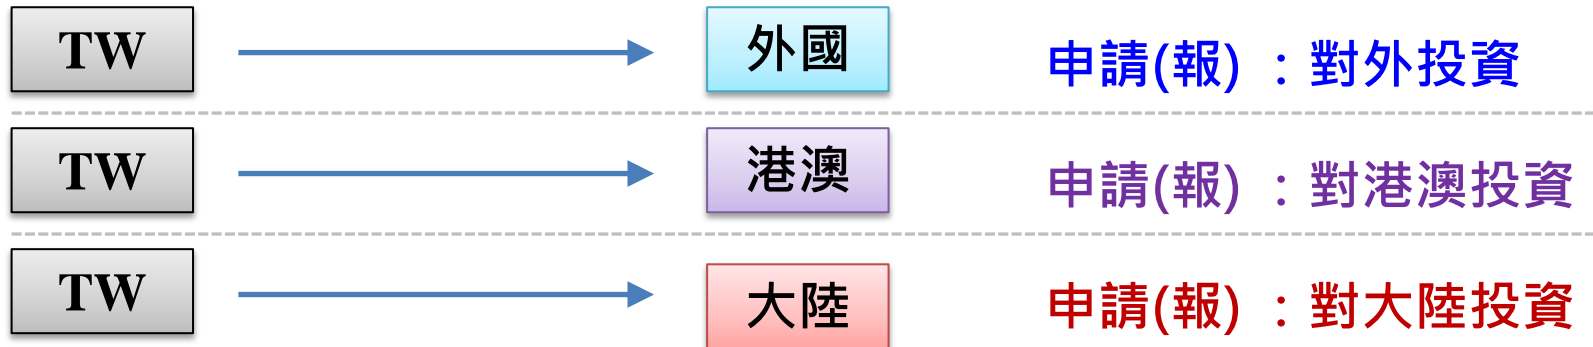 TW 外國 申請(報) ：對外投資
TW 港澳 申請(報) ：對港澳投資
TW 大陸 申請(報) ：對大陸投資